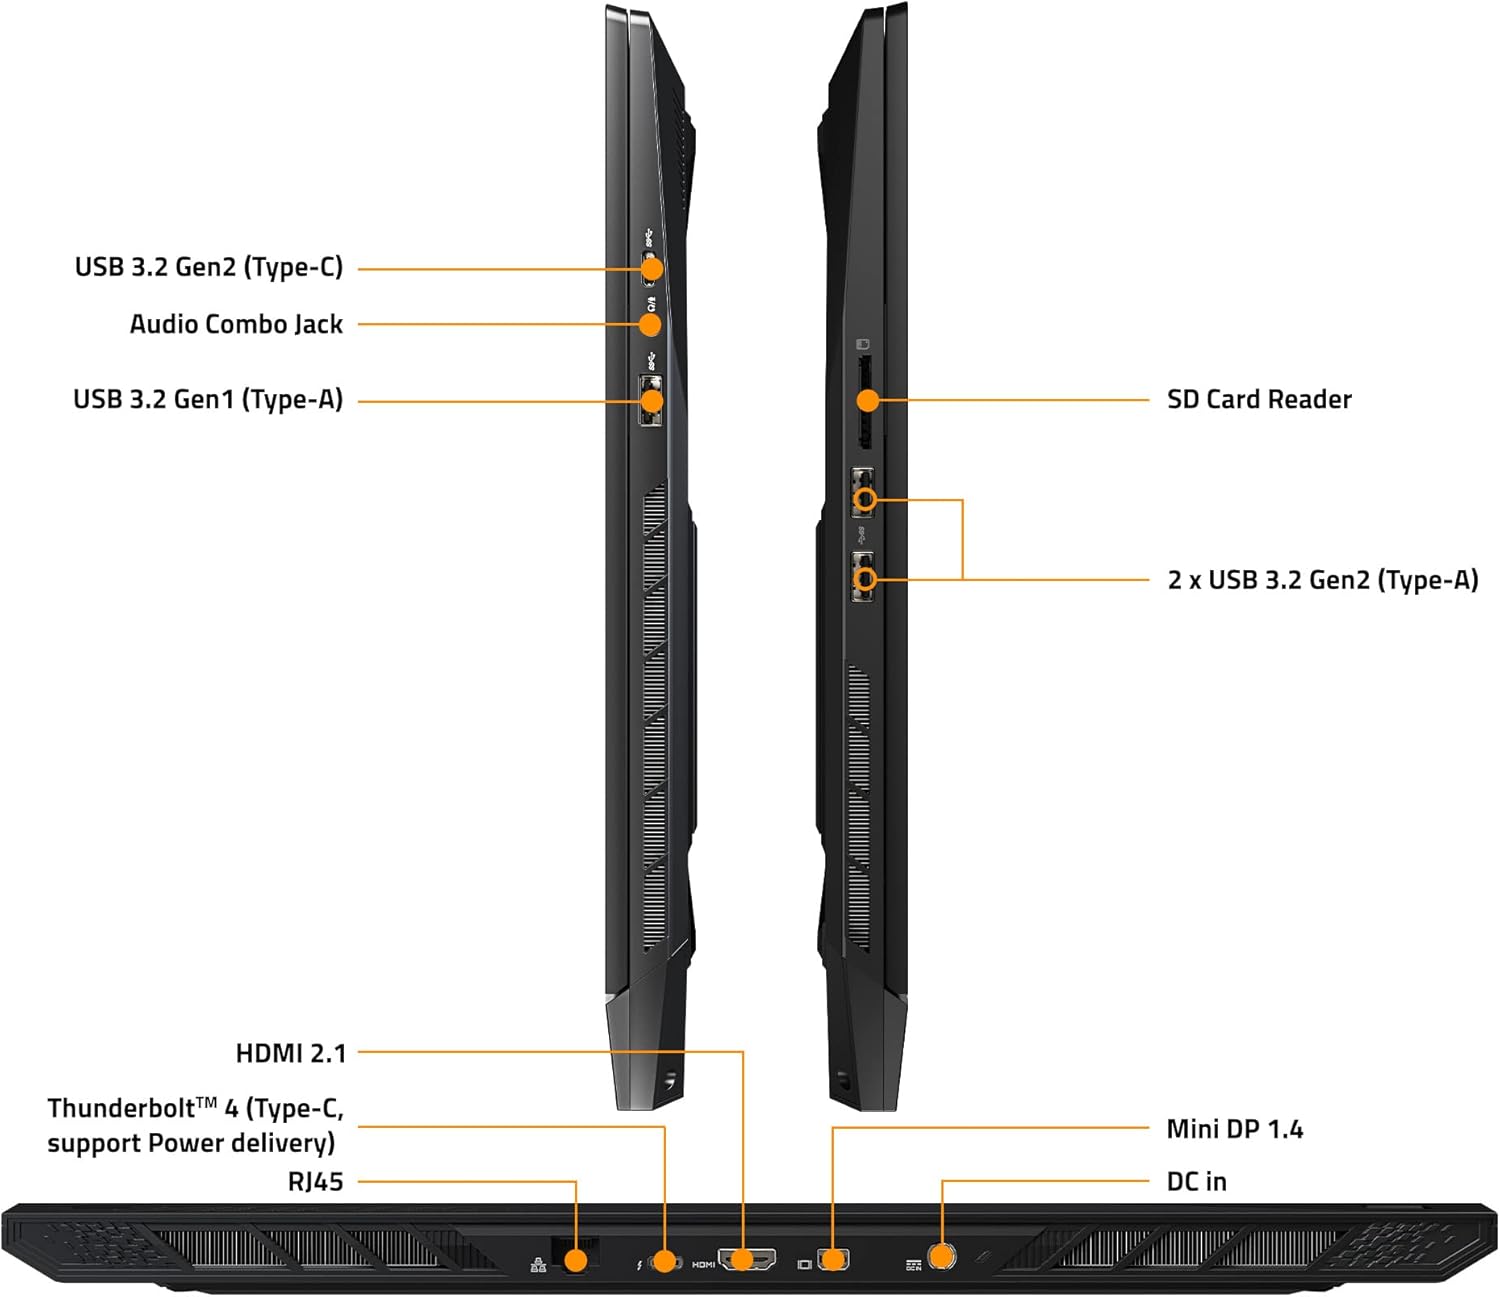 USB 3.2 Gen2 (Type-C)
Audio Combo Jack
USB 3.2 Gen1 (Type-A)
SD Card Reader
2 x USB 3.2 Gen2 (Type-A)
HDMI 2.1
Thunderbolt™ 4 (Type-C,
support Power delivery)
RJ45
Mini DP 1.4
DC in
HDMI
DC IN